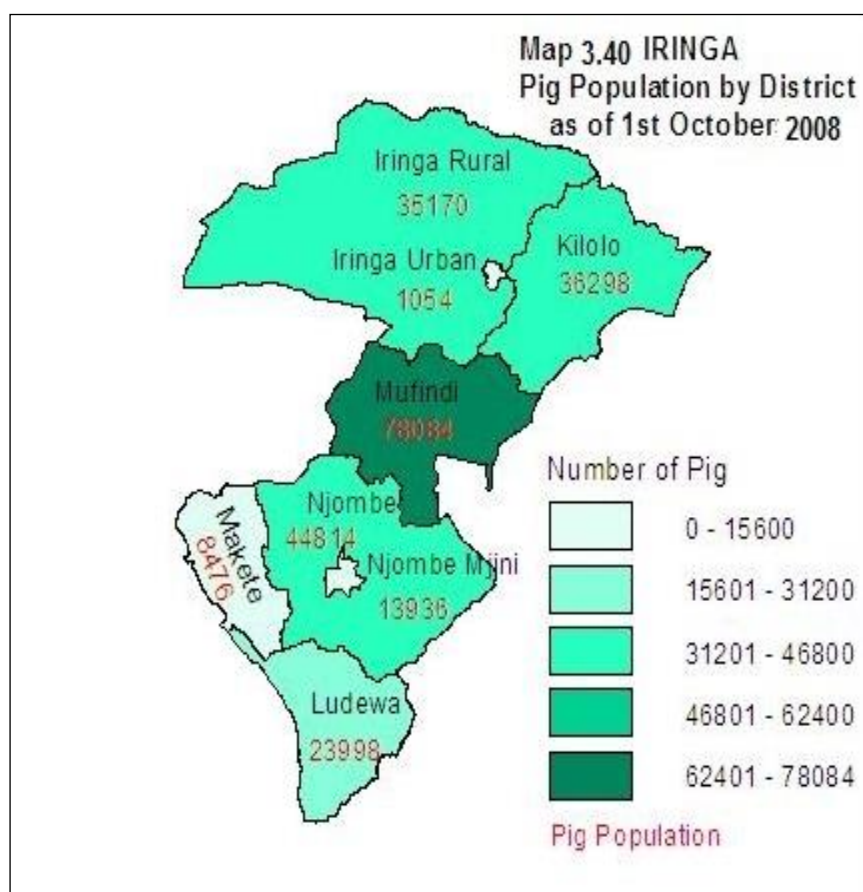 Map 3.40 IRINGA
Pig Population by District
as of 1st October 2008
Iringa Rural
35170
Iringa Urban
1054
Kilolo
36298
Mufindi
78084
Makete
8476
Njombe
44814
Njombe Mjini
13936
Ludewa
23998
Number of Pig
0 - 15600
15601 - 31200
31201 - 46800
46801 - 62400
62401 - 78084
Pig Population